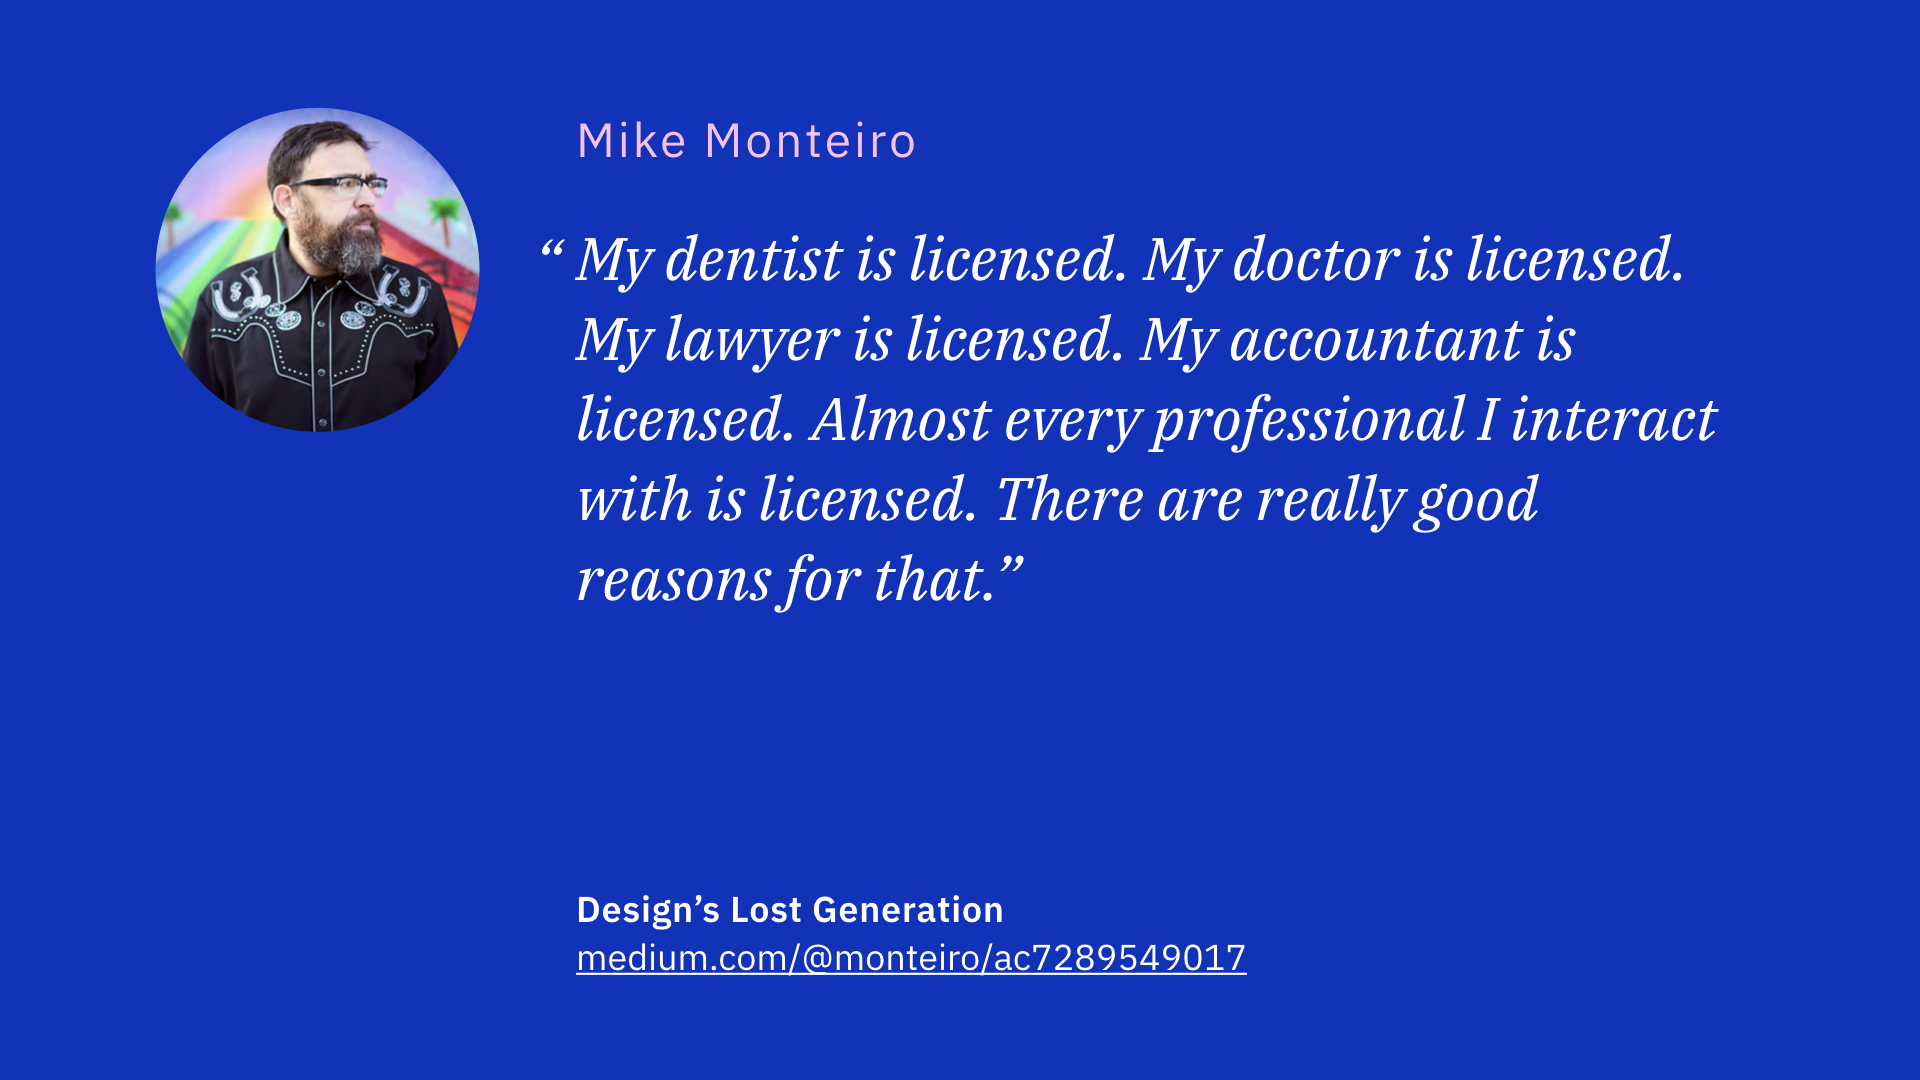 Mike Monteiro
“ My dentist is licensed. My doctor is licensed.
My lawyer is licensed. My accountant is
licensed. Almost every professional I interact
with is licensed. There are really good
reasons for that.”
Design’s Lost Generation
medium.com/@monteiro/ac7289549017